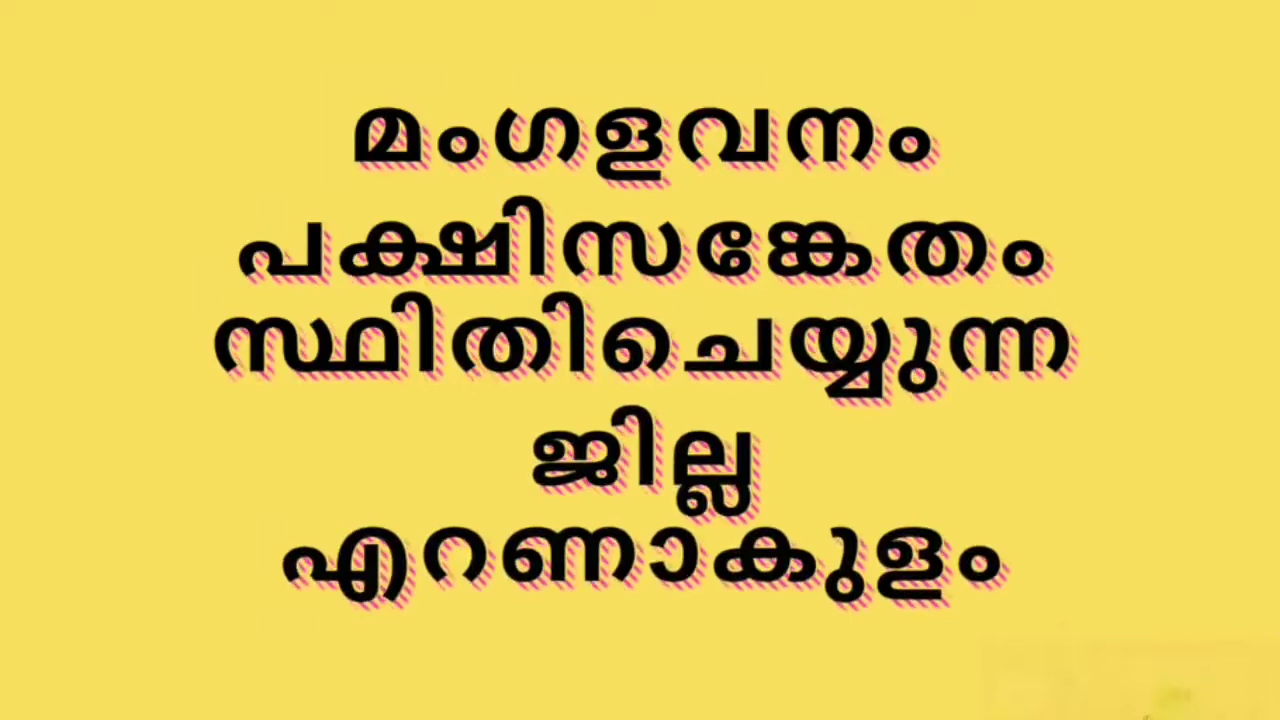 മംഗളവനം
പക്ഷിസങ്കേതം
സ്ഥിതിചെയ്യുന്ന
ജില്ല
എറണാകുളം